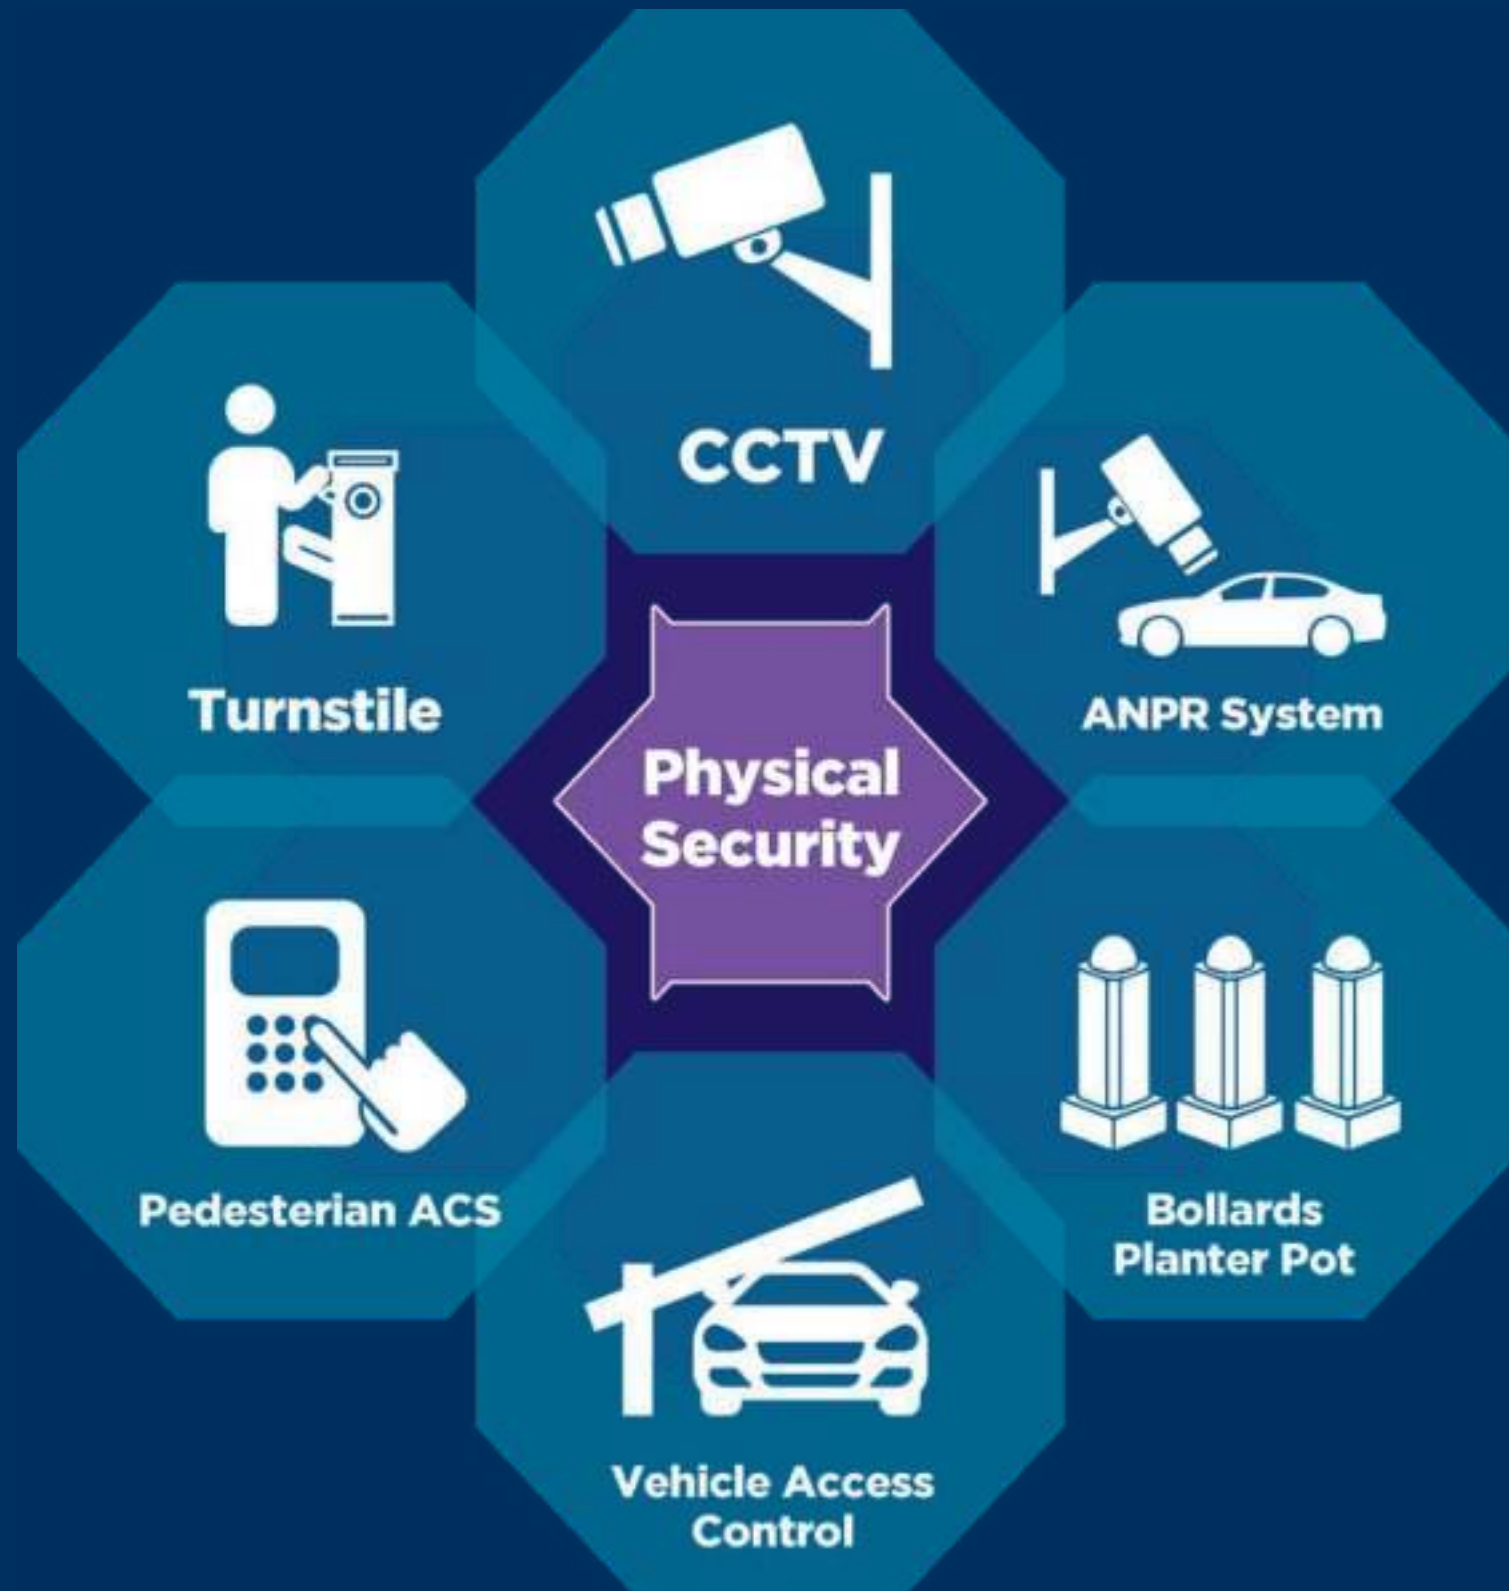 CCTV
Turnstile
ANPR System
Physical
Security
Pedesterian ACS
Bollards
Planter Pot
Vehicle Access
Control